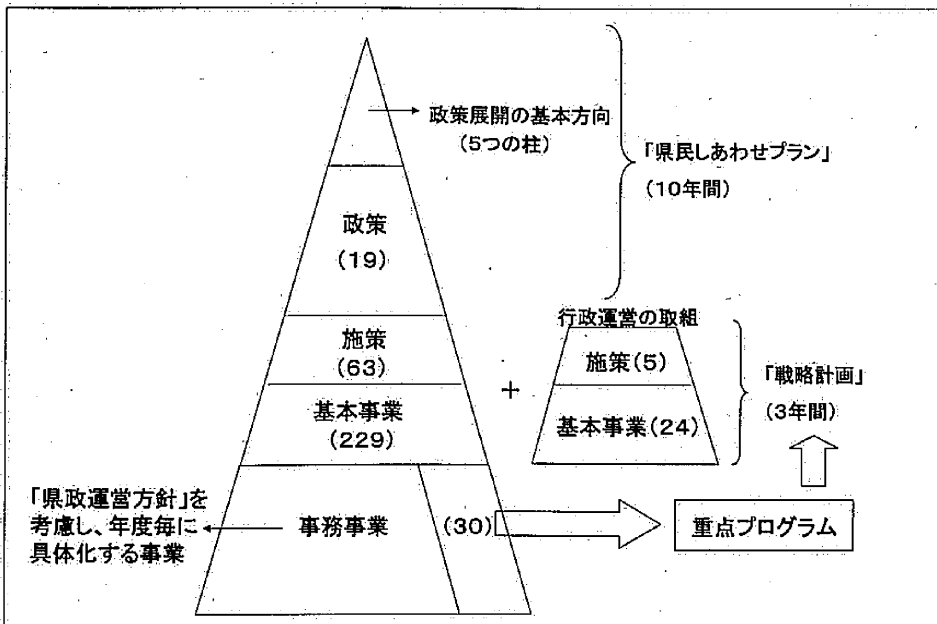 政策展開の基本方向
(5つの柱)
「県民しあわせプラン」
(10年間)
政策
(19)
行政運営の取組
施策
(63)
施策(5)
+
「戦略計画」
(3年間)
基本事業
(229)
基本事業(24)
「県政運営方針」を
考慮し、年度毎に
具体化する事業
事務事業
(30)
重点プログラム